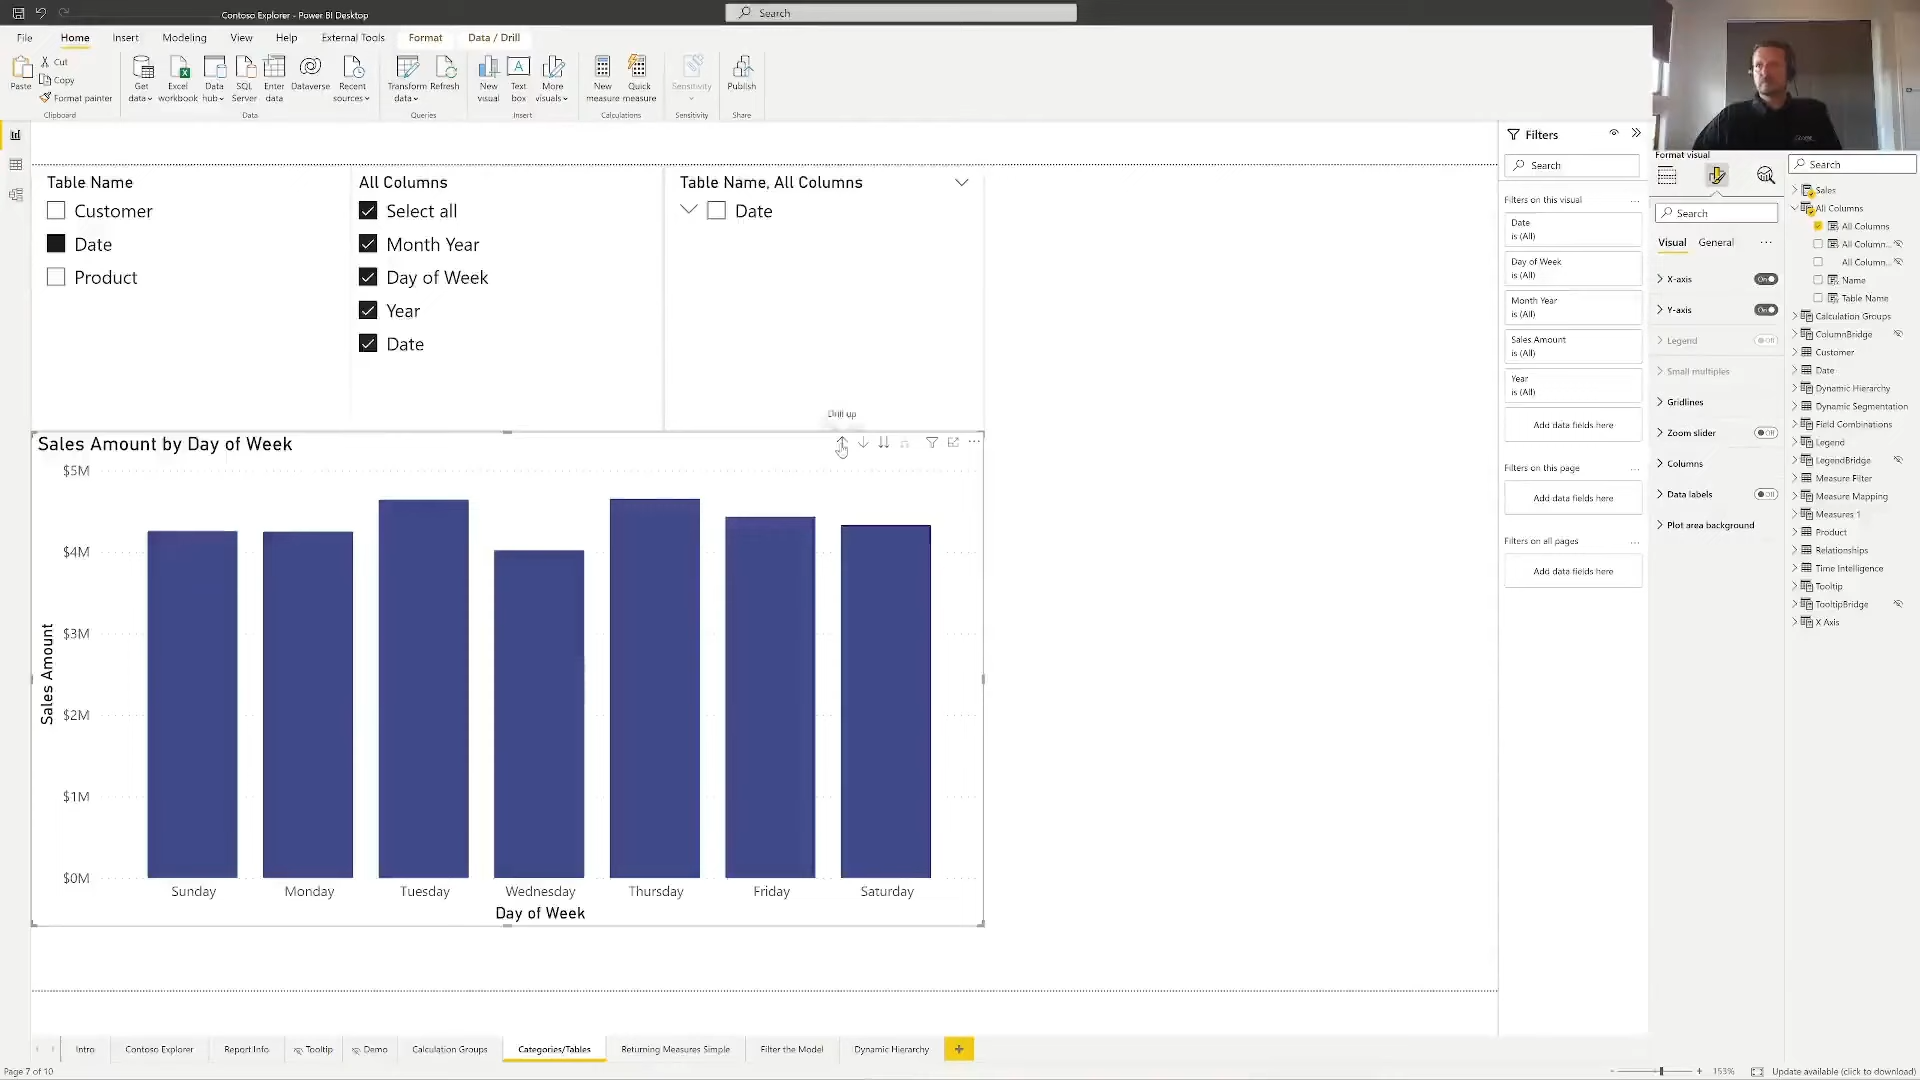 Contoso Explorer - Power BI Desktop
Search
File Home Insert Modeling View Help External Tools Format Data / Drill
Paste
Cut
Copy
Format painter
Clipboard
Get data
Excel workbook
Data hub
SQL Server
Enter data
Dataverse
Recent sources
Data
Transform data
Refresh
Queries
New visual
Text box
More visuals
Insert
New measure
Quick measure
Calculations
Sensitivity
Sensitivity
Publish
Share
Table Name
Customer
Date
Product
All Columns
Select all
Month Year
Day of Week
Year
Date
Table Name, All Columns
Date
Drill up
Sales Amount by Day of Week
$5M
$4M
$3M
$2M
$1M
$0M
Sales Amount
Sunday Monday Tuesday Wednesday Thursday Friday Saturday
Day of Week
Filters
Search
Filters on this visual
Date
is (All)
Day of Week
is (All)
Month Year
is (All)
Sales Amount
is (All)
Year
is (All)
Add data fields here
Filters on this page
Add data fields here
Filters on all pages
Add data fields here
Format visual
Search
Visual General
X-axis On
Y-axis On
Legend Off
Small multiples
Gridlines
Zoom slider Off
Columns
Data labels Off
Plot area background
Search
Sales
All Columns
All Columns
All Column...
All Column...
Name
Table Name
Calculation Groups
ColumnBridge
Customer
Date
Dynamic Hierarchy
Dynamic Segmentation
Field Combinations
Legend
LegendBridge
Measure Filter
Measure Mapping
Measures 1
Product
Relationships
Time Intelligence
Tooltip
TooltipBridge
X Axis
Intro Contoso Explorer Report Info Tooltip Demo Calculation Groups Categories/Tables Returning Measures Simple Filter the Model Dynamic Hierarchy +
Page 7 of 10
- + 153% Update available (click to download)